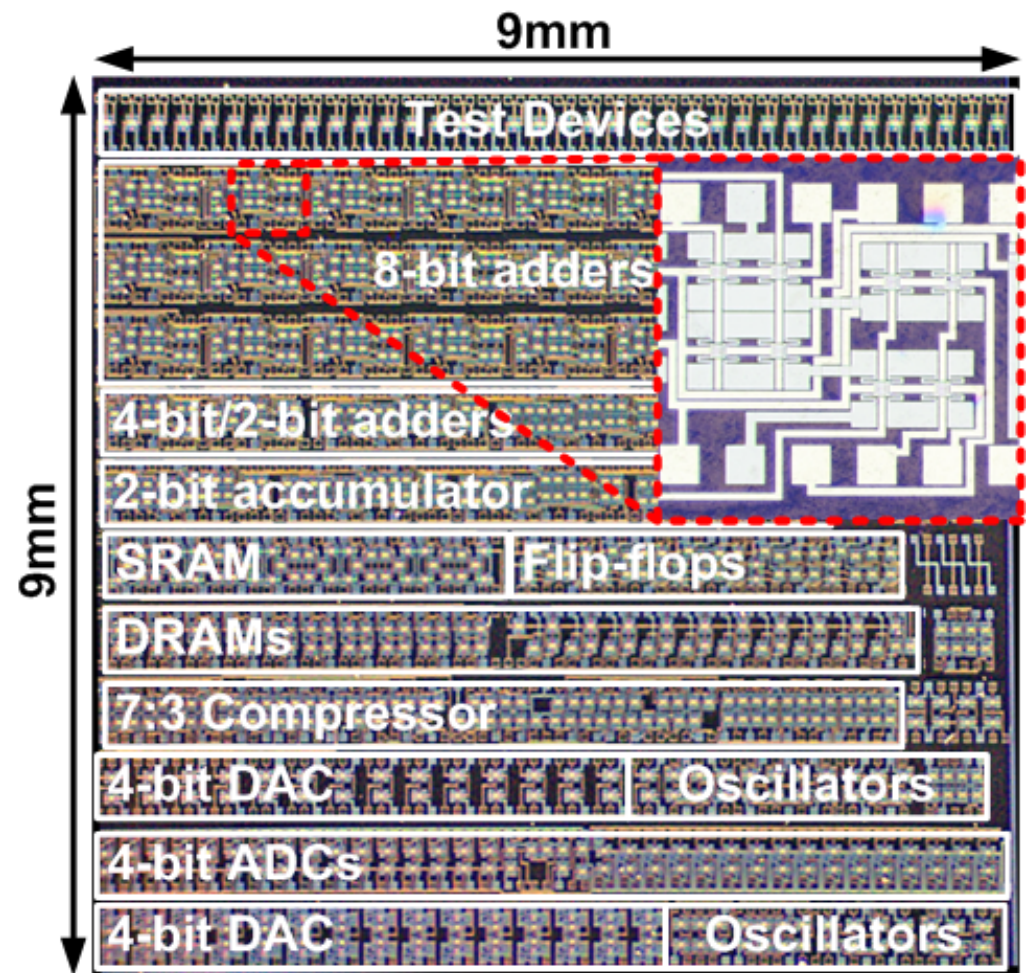 9mm
9mm
Test Devices
8-bit adders
4-bit/2-bit adders
2-bit accumulator
SRAM
Flip-flops
DRAMs
7:3 Compressor
4-bit DAC
Oscillators
4-bit ADCs
4-bit DAC
Oscillators